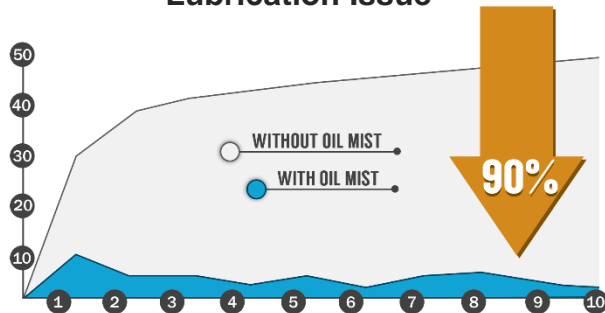 Lubrication Issue
50
40
30
20
10
WITHOUT OIL MIST
WITH OIL MIST
90%
1 2 3 4 5 6 7 8 9 10